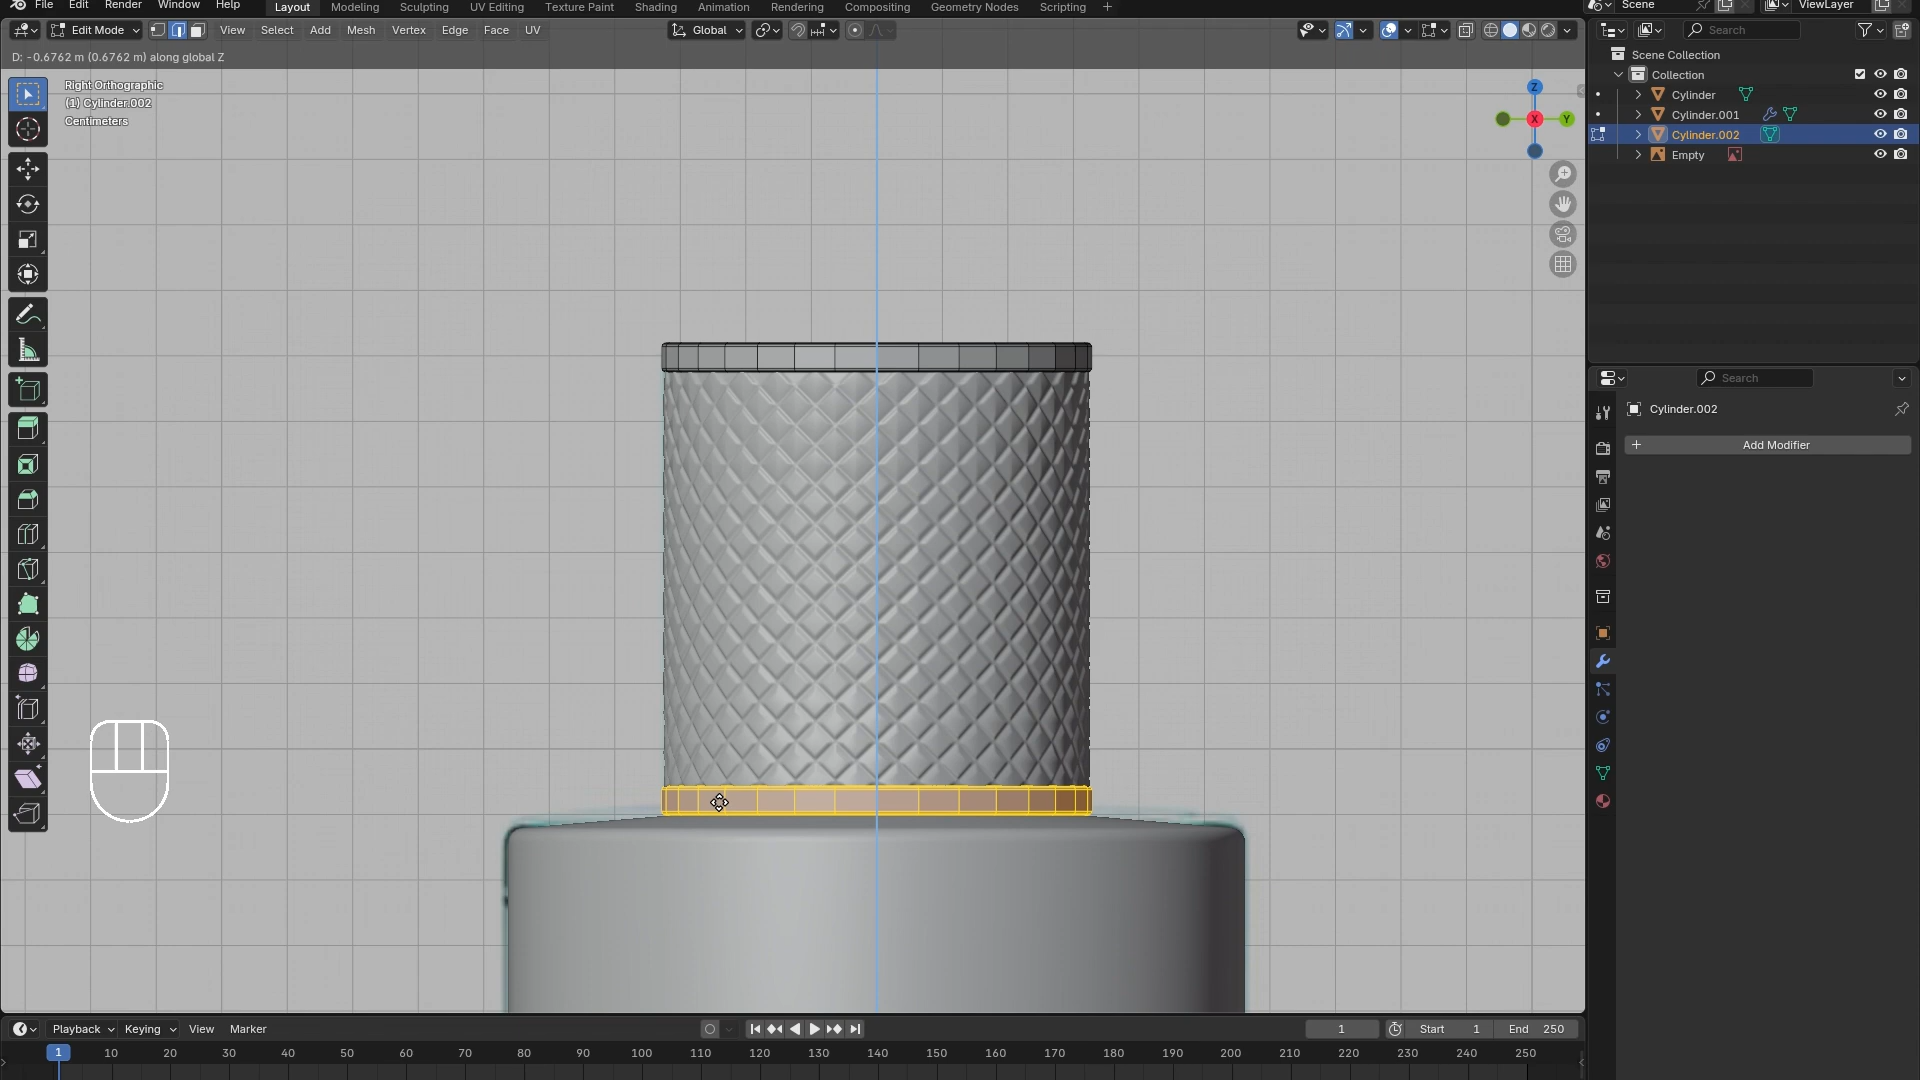 File Edit Render Window Help Layout Modeling Sculpting UV Editing Texture Paint Shading Animation Rendering Compositing Geometry Nodes Scripting + Scene ViewLayer
Edit Mode View Select Add Mesh Vertex Edge Face UV Global Search
D: -0.6762 m (0.6762 m) along global Z
Right Orthographic
(1) Cylinder.002
Centimeters
Z
X
Y
Scene Collection
Collection
Cylinder
Cylinder.001
Cylinder.002
Empty
Search
Cylinder.002
+ Add Modifier
Playback Keying View Marker 1 Start 1 End 250
1 10 20 30 40 50 60 70 80 90 100 110 120 130 140 150 160 170 180 190 200 210 220 230 240 250